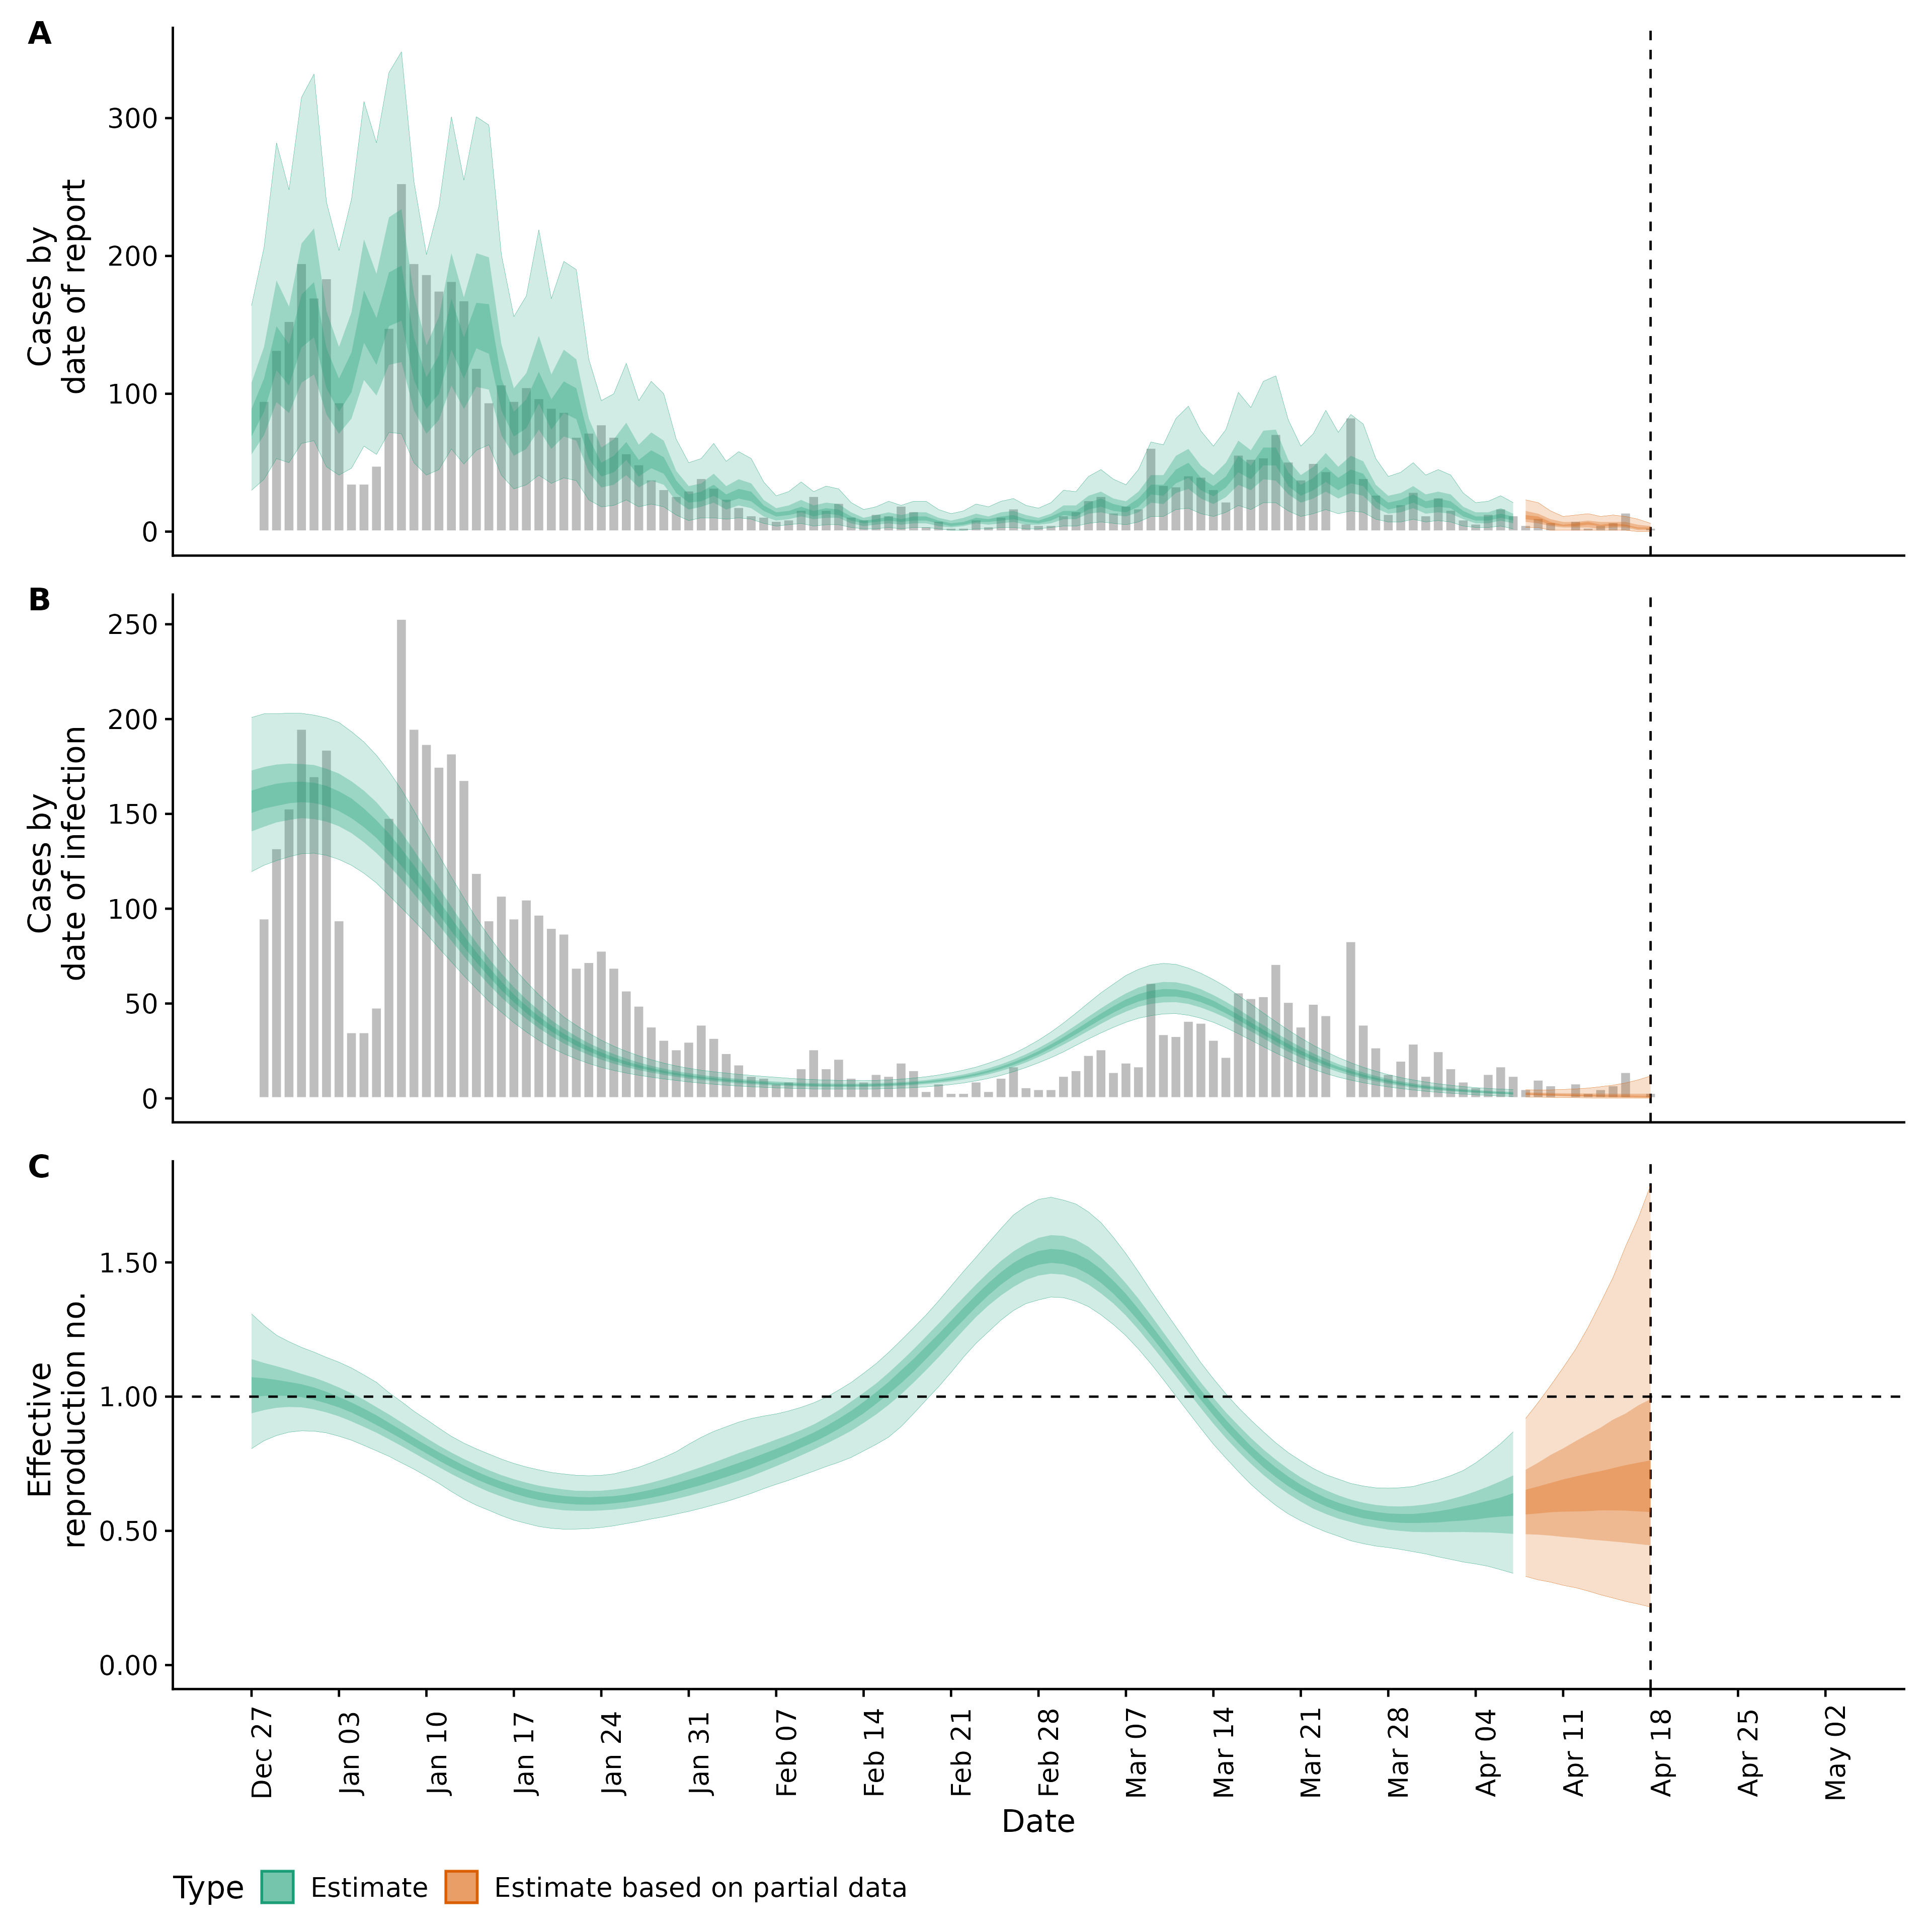 A
Cases by
date of report
300
200
100
0
B
Cases by
date of infection
250
200
150
100
50
0
C
Effective
reproduction no.
1.50
1.00
0.50
0.00
Dec 27
Jan 03
Jan 10
Jan 17
Jan 24
Jan 31
Feb 07
Feb 14
Feb 21
Feb 28
Mar 07
Mar 14
Mar 21
Mar 28
Apr 04
Apr 11
Apr 18
Apr 25
May 02
Date
Type Estimate Estimate based on partial data